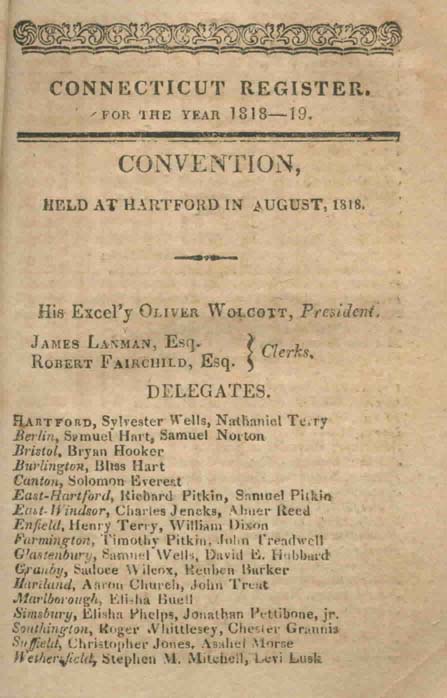 CONNECTICUT REGISTER.
FOR THE YEAR 1818—19.
CONVENTION,
HELD AT HARTFORD IN AUGUST, 1818.
His Excel'y OLIVER WOLCOTT, President.
JAMES LANMAN, Esq.
ROBERT FAIRCHILD, Esq. } Clerks.
DELEGATES.
HARTFORD, Sylvester Wells, Nathaniel Terry
Berlin, Samuel Hart, Samuel Norton
Bristol, Bryan Hooker
Burlington, Bliss Hart
Canton, Solomon Everest
East-Hartford, Richard Pitkin, Samuel Pitkin
East-Windsor, Charles Jencks, Abner Reed
Enfield, Henry Terry, William Dixon
Farmington, Timothy Pitkin, John Treadwell
Glastenbury, Samuel Wells, David E. Hubbard
Granby, Sadoce Wilcox, Reuben Barker
Hartland, Aaron Church, John Treat
Marlborough, Elisha Buell
Simsbury, Elisha Phelps, Jonathan Pettibone, jr.
Southington, Roger Whittlesey, Chester Grannis
Suffield, Christopher Jones, Asahel Morse
Wethersfield, Stephen M. Mitchell, Levi Lusk